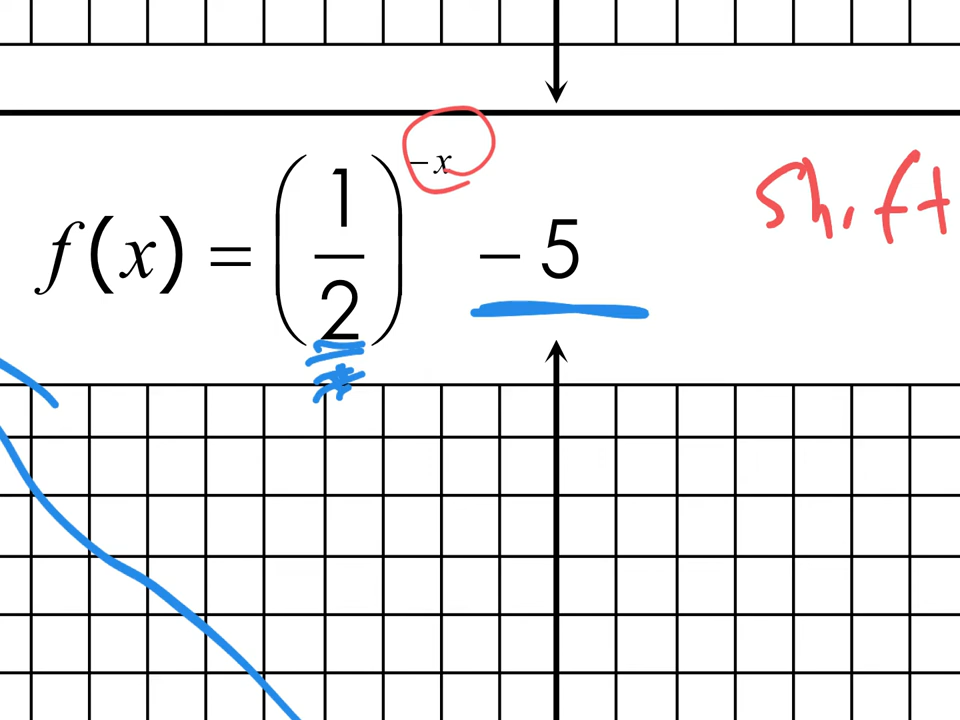 f(x) = (1/2)^{-x} - 5
shift